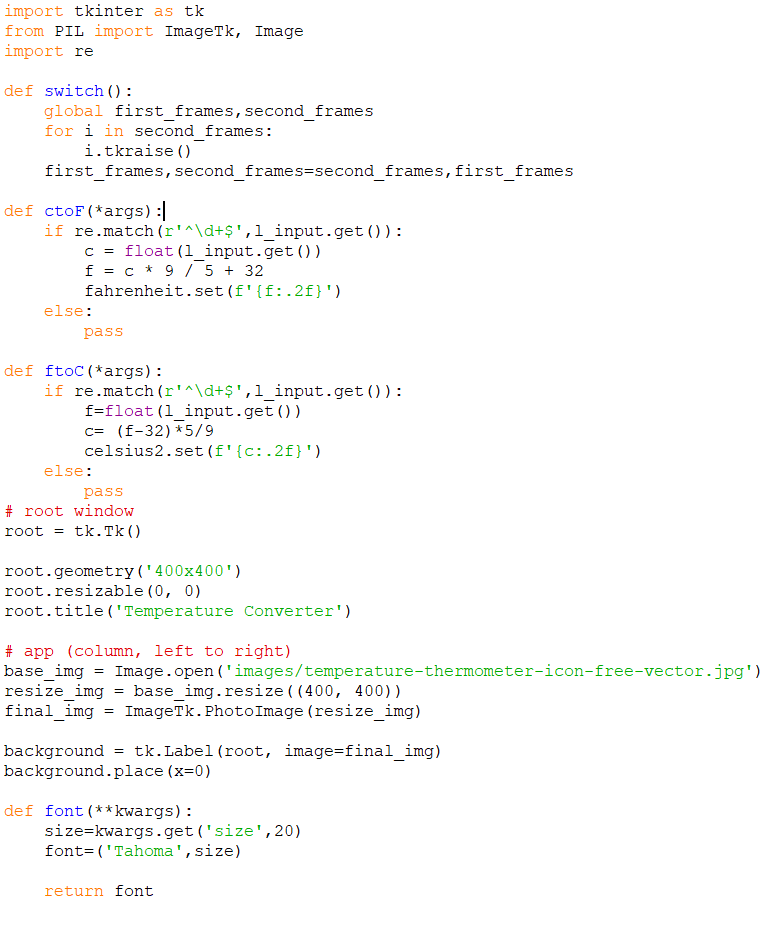 import tkinter as tk
from PIL import ImageTk, Image
import re

def switch():
    global first_frames,second_frames
    for i in second_frames:
        i.tkraise()
    first_frames,second_frames=second_frames,first_frames

def ctoF(*args):
    if re.match(r'^\d+$',l_input.get()):
        c = float(l_input.get())
        f = c * 9 / 5 + 32
        fahrenheit.set(f'{f:.2f}')
    else:
        pass

def ftoC(*args):
    if re.match(r'^\d+$',l_input.get()):
        f=float(l_input.get())
        c= (f-32)*5/9
        celsius2.set(f'{c:.2f}')
    else:
        pass
# root window
root = tk.Tk()

root.geometry('400x400')
root.resizable(0, 0)
root.title('Temperature Converter')

# app (column, left to right)
base_img = Image.open('images/temperature-thermometer-icon-free-vector.jpg')
resize_img = base_img.resize((400, 400))
final_img = ImageTk.PhotoImage(resize_img)

background = tk.Label(root, image=final_img)
background.place(x=0)

def font(**kwargs):
    size=kwargs.get('size',20)
    font=('Tahoma',size)

    return font